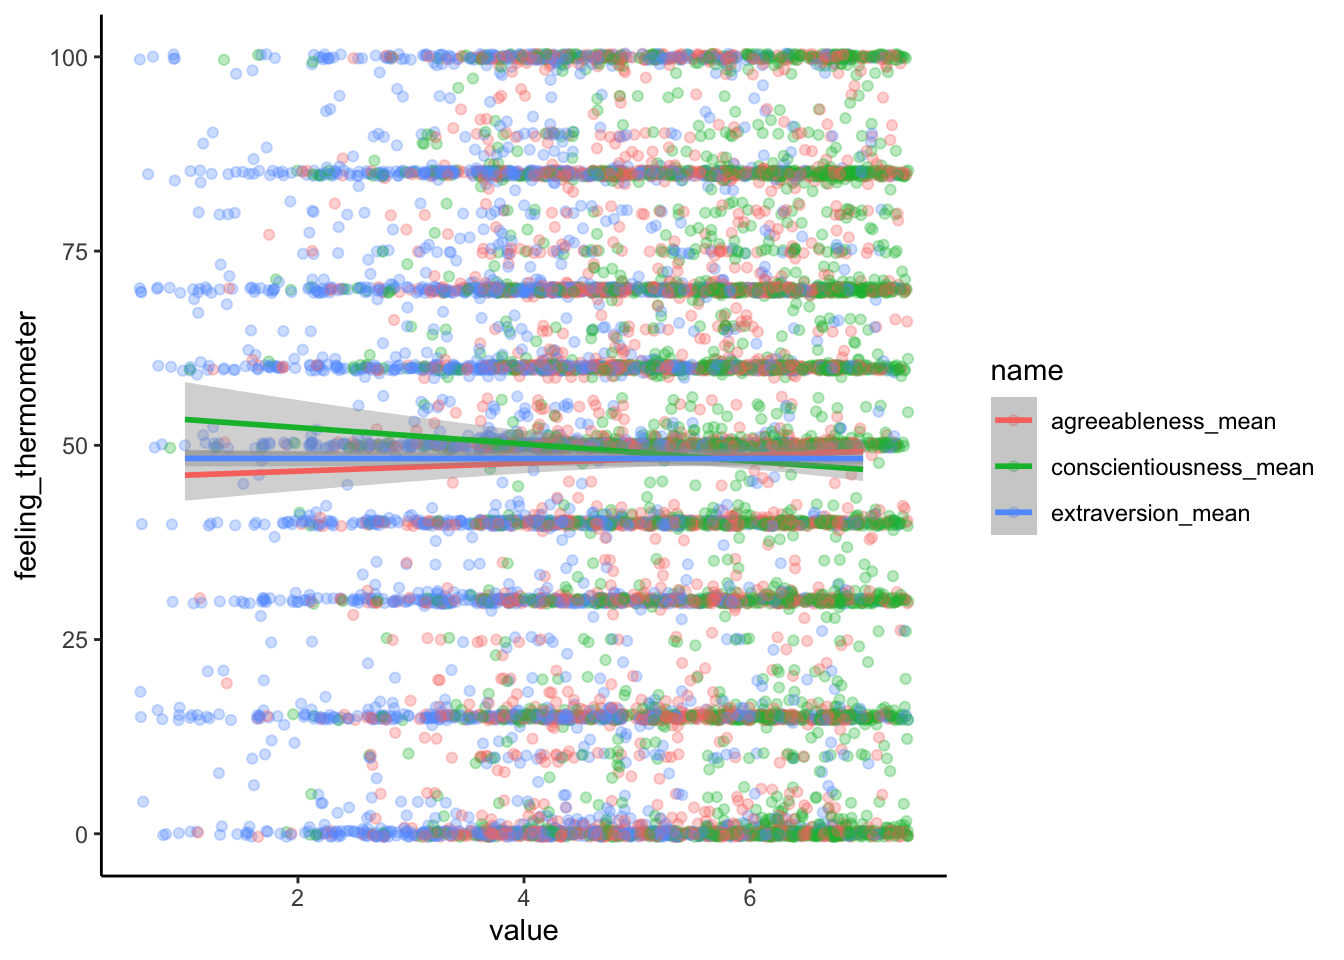 100
75
50
25
0
feeling_thermometer
2
4
6
value
name
agreeableness_mean
conscientiousness_mean
extraversion_mean